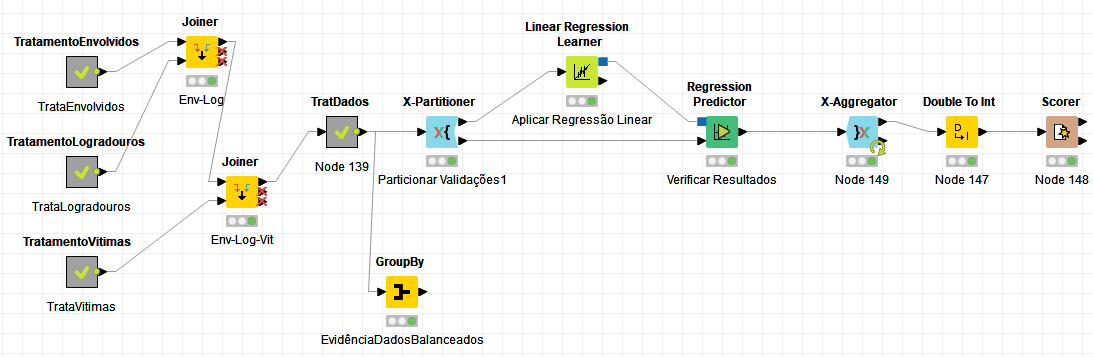 Joiner
Env-Log
TratamentoEnvolvidos
TrataEnvolvidos
TratamentoLogradouros
TrataLogradouros
TratamentoVitimas
TrataVitimas
Joiner
Env-Log-Vit
TratDados
Node 139
GroupBy
EvidênciaDadosBalanceados
X-Partitioner
Particionar Validações1
Linear Regression
Learner
Aplicar Regressão Linear
Regression
Predictor
Verificar Resultados
X-Aggregator
Node 149
Double To Int
D
I
Node 147
Scorer
Node 148